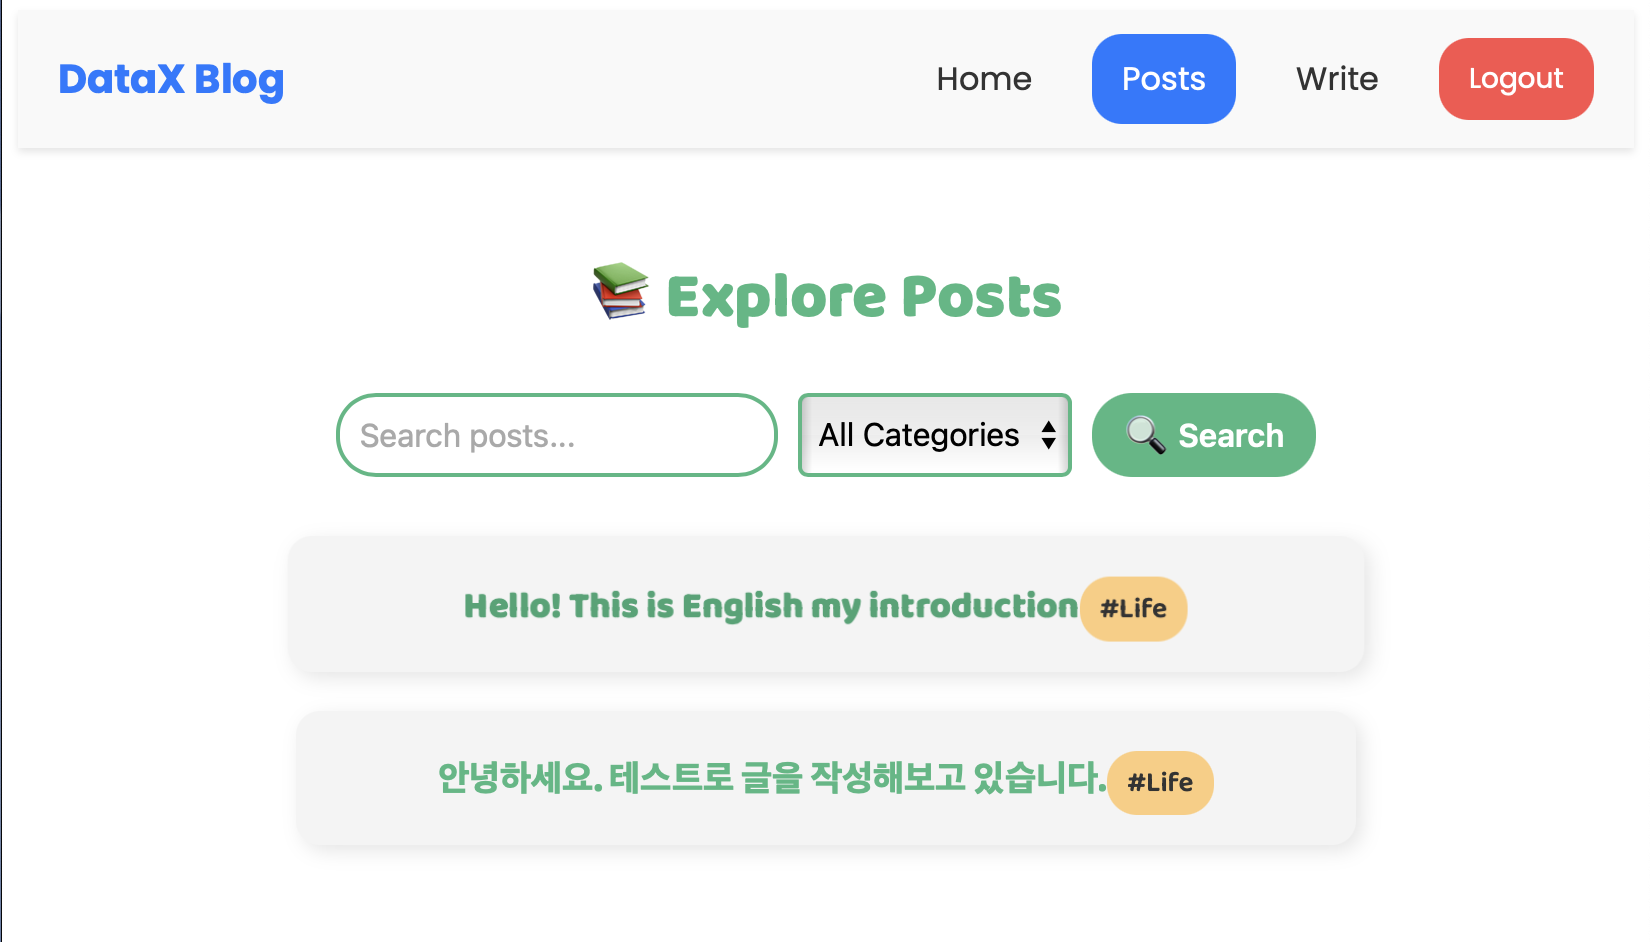 DataX Blog
Home Posts Write Logout
📚 Explore Posts
Search posts... All Categories 🔍 Search
Hello! This is English my introduction #Life
안녕하세요. 테스트로 글을 작성해보고 있습니다. #Life